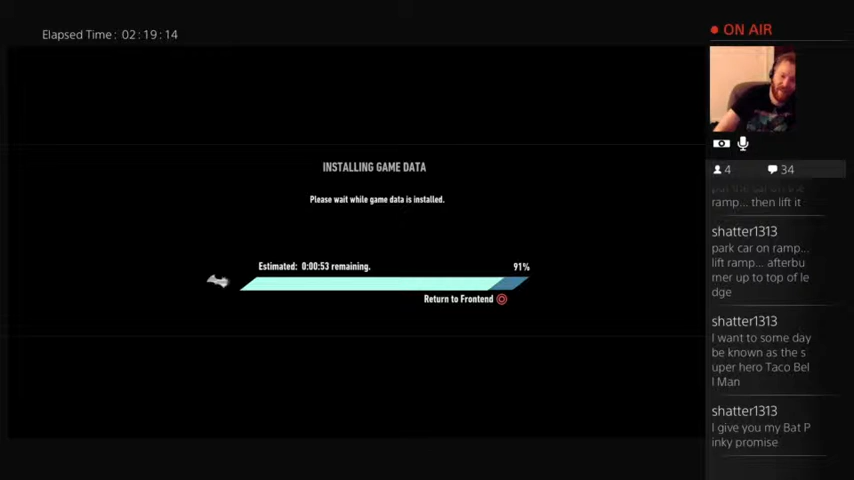 Elapsed Time: 02:19:14
ON AIR
INSTALLING GAME DATA
Please wait while game data is installed.
Estimated: 0:00:53 remaining.
91%
Return to Frontend
4
34
ramp... then lift it
shatter1313
park car on ramp...
lift ramp... afterbu
rner up to top of le
dge
shatter1313
I want to some day
be known as the s
uper hero Taco Bel
l Man
shatter1313
I give you my Bat P
inky promise